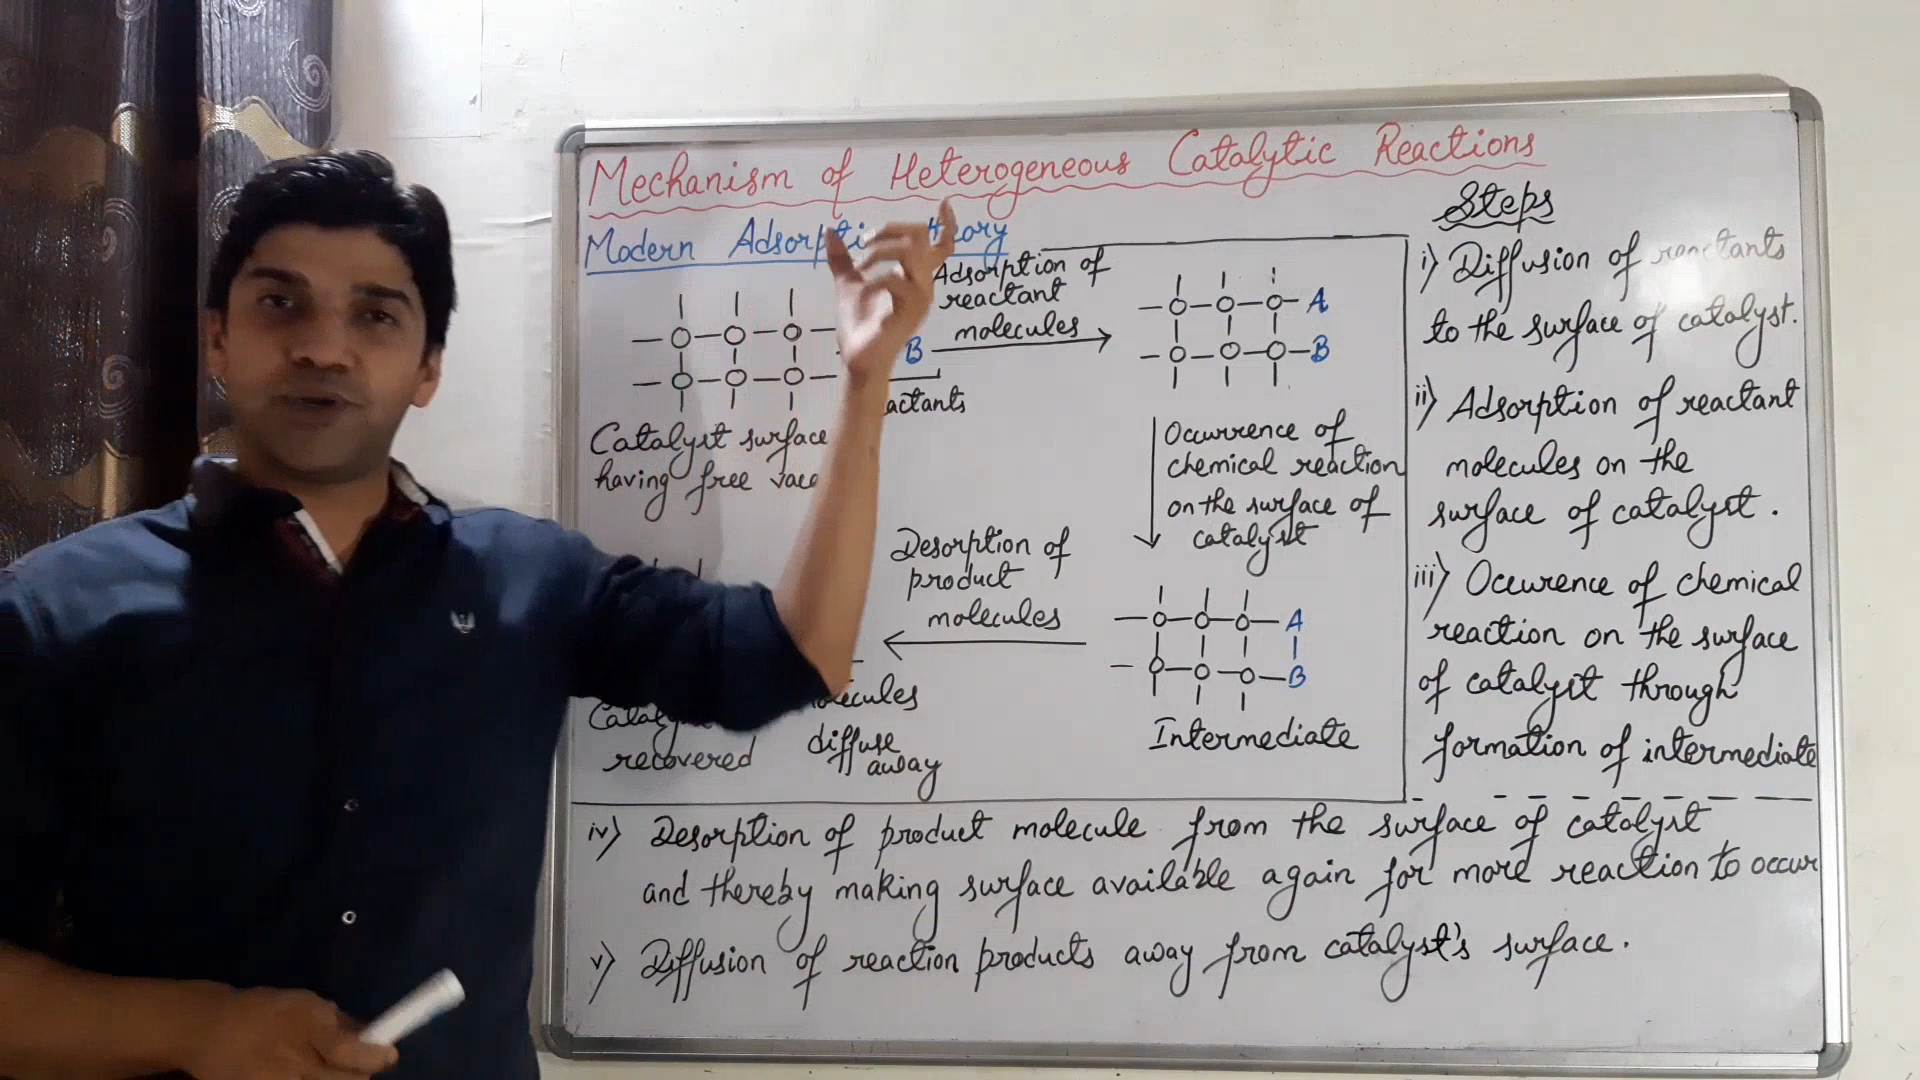 Mechanism of Heterogeneous Catalytic Reactions
Modern
Adsorption of
reactant
molecules
A
B
B
Catalyst surface
having free
Occurrence of
chemical reaction
on the surface of
catalyst
Desorption of
product
molecules
A
B
Intermediate
recovered
diffuse
away
Steps
i) Diffusion of reactants
to the surface of catalyst.
ii) Adsorption of reactant
molecules on the
surface of catalyst.
iii) Occurence of chemical
reaction on the surface
of catalyst through
formation of intermediate
iv) Desorption of product molecule from the surface of catalyst
and thereby making surface available again for more reaction to occur
v) Diffusion of reaction products away from catalyst's surface.